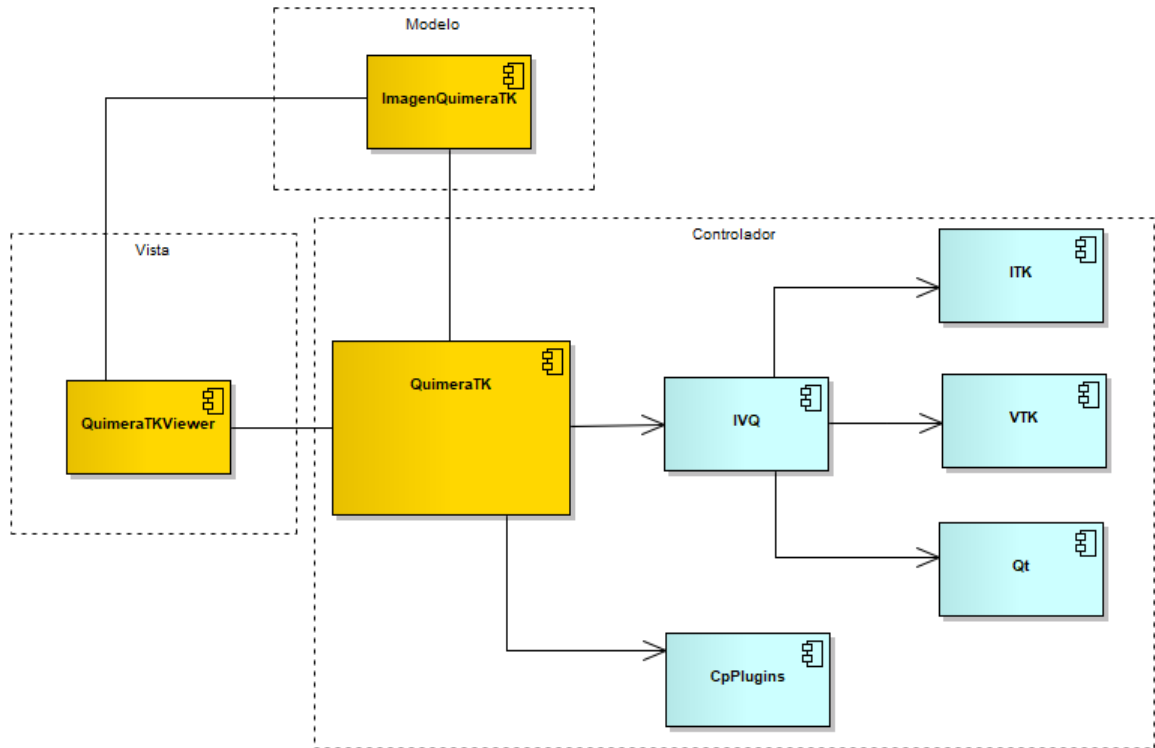 Modelo
ImagenQuimeraTK
Vista
QuimeraTKViewer
Controlador
QuimeraTK
IVQ
ITK
VTK
Qt
CpPlugins